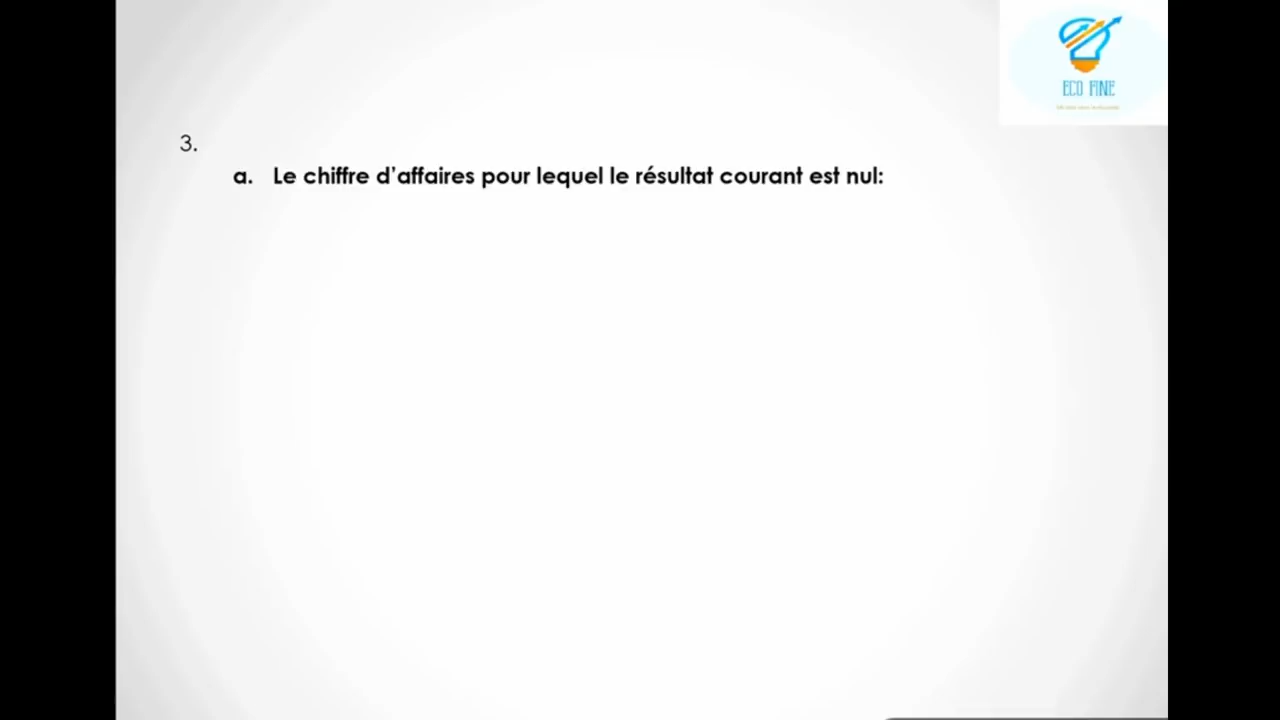 ECO FINE
3.
a. Le chiffre d'affaires pour lequel le résultat courant est nul: